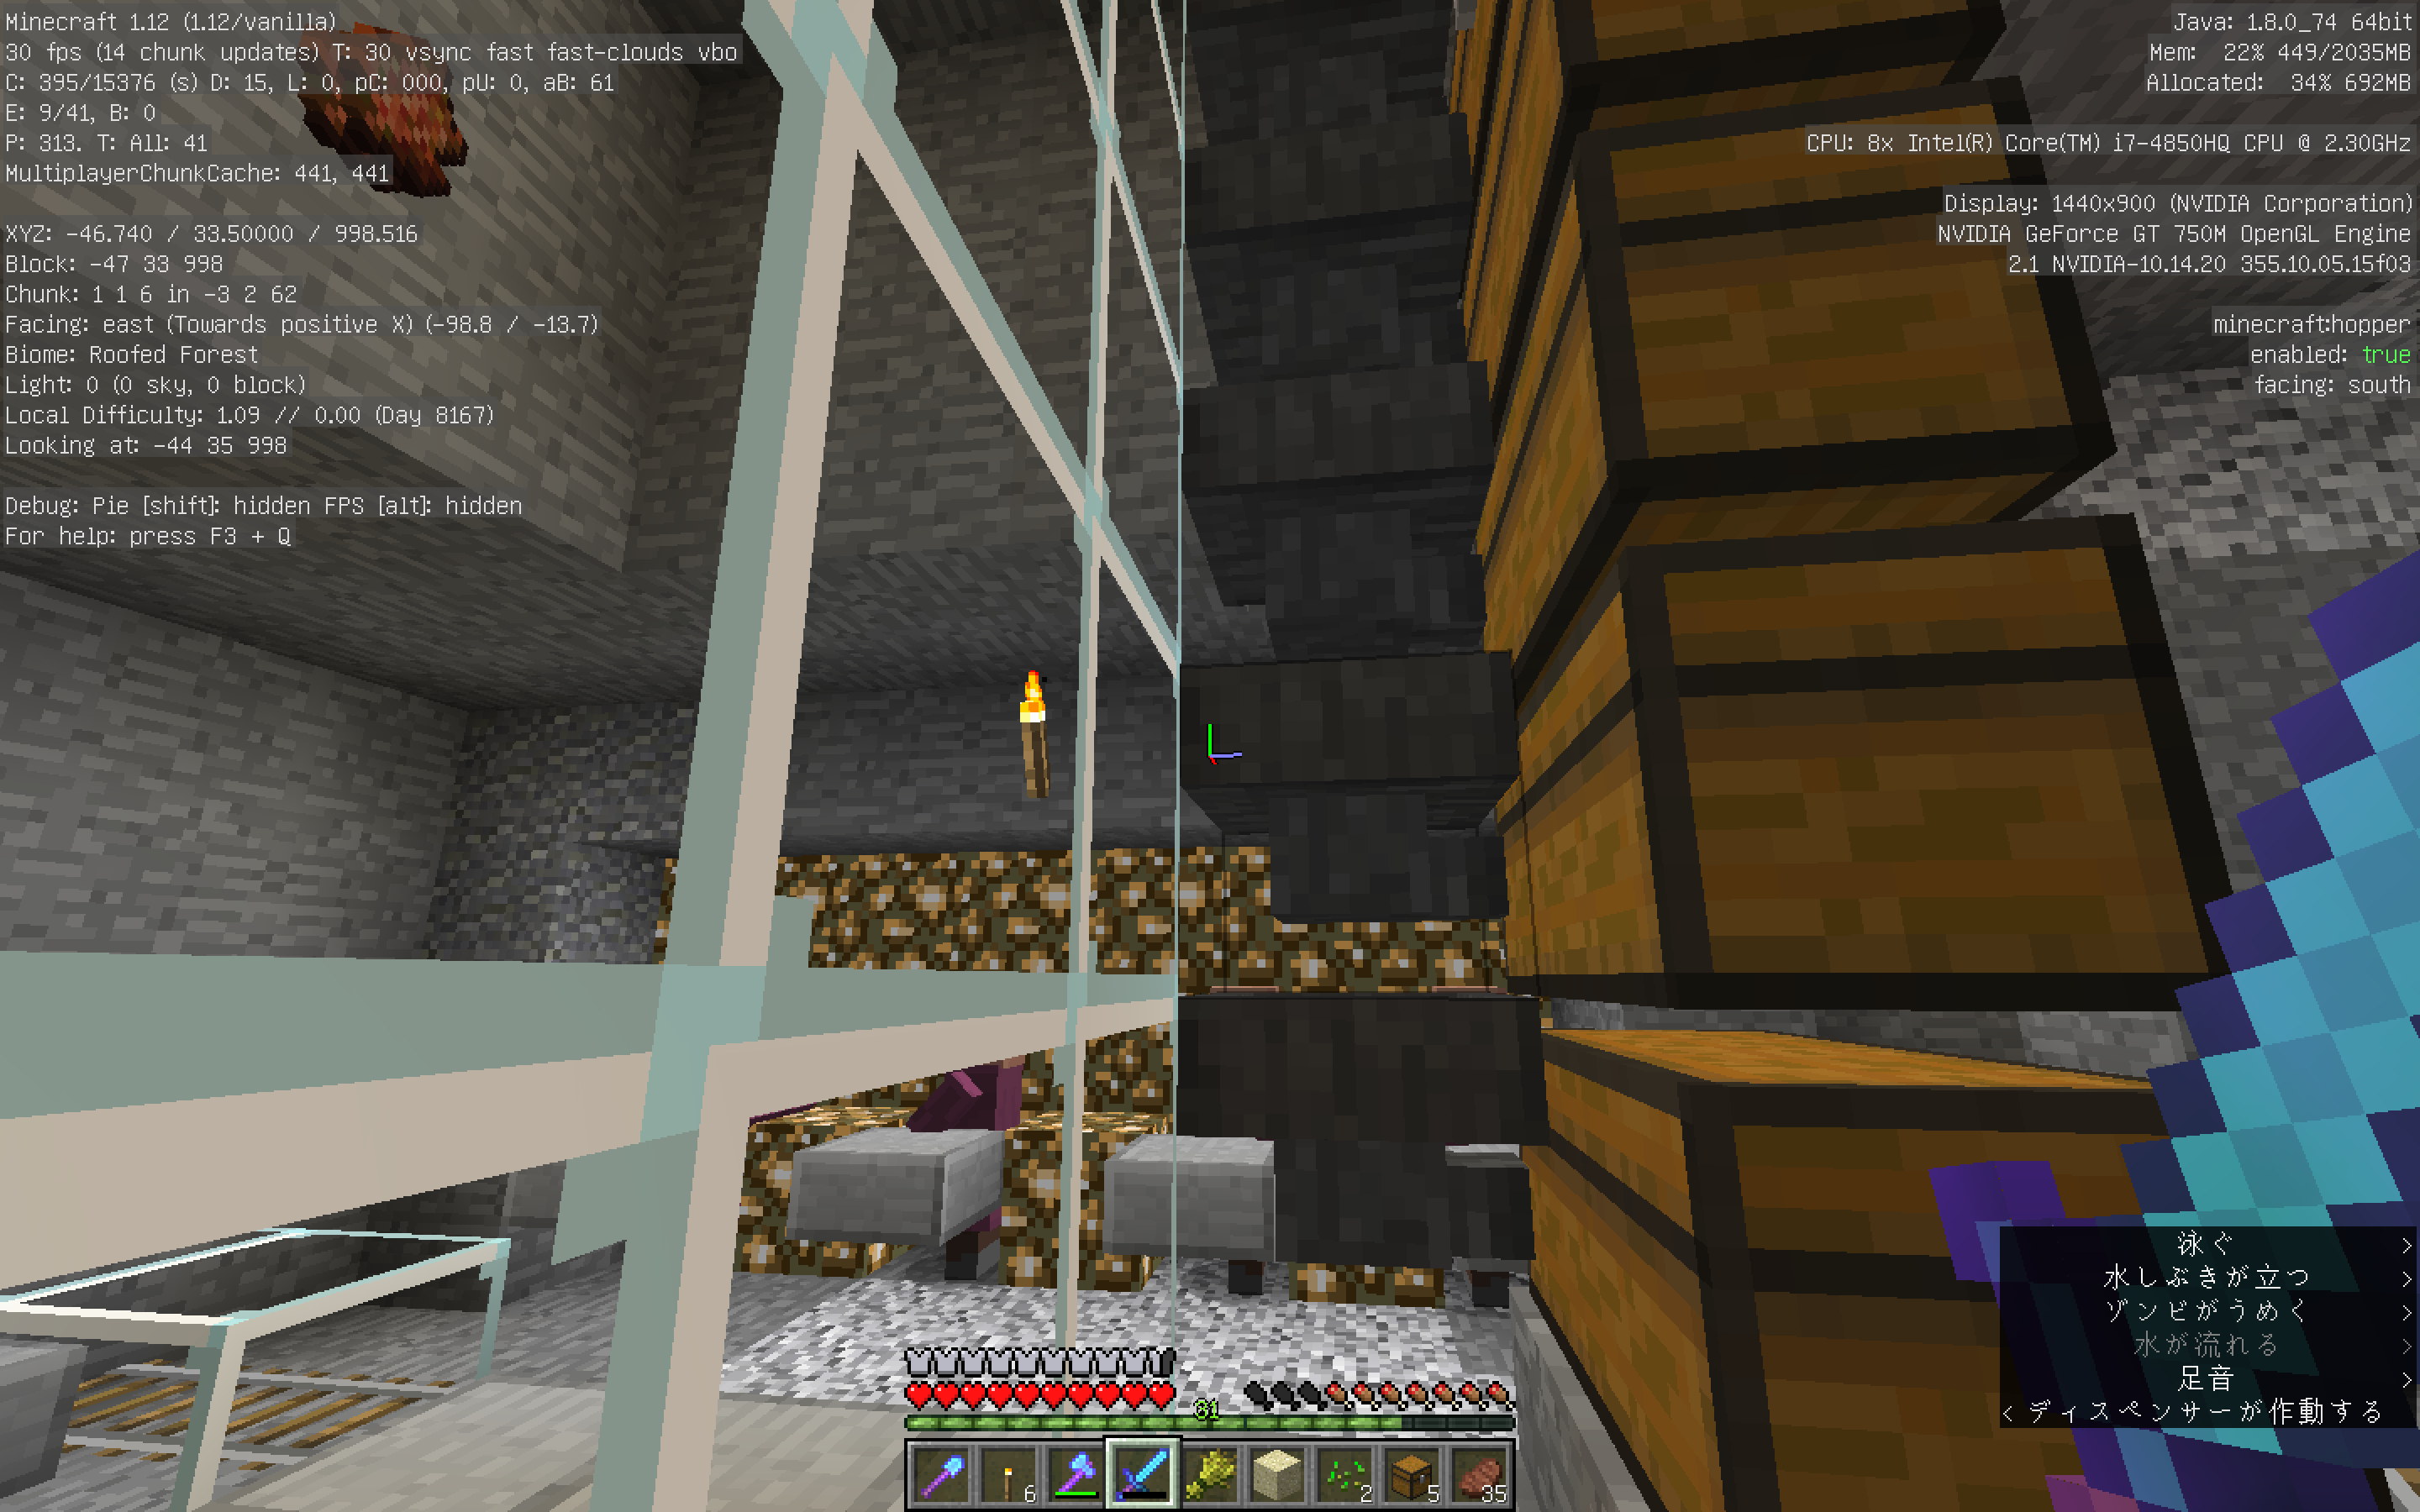 Minecraft 1.12 (1.12/vanilla)
30 fps (14 chunk updates) T: 30 vsync fast fast-clouds vbo
C: 395/15376 (s) D: 15, L: 0, pC: 000, pU: 0, aB: 61
E: 9/41, B: 0
P: 313. T: All: 41
MultiplayerChunkCache: 441, 441
XYZ: -46.740 / 33.50000 / 998.516
Block: -47 33 998
Chunk: 1 1 6 in -3 2 62
Facing: east (Towards positive X) (-98.8 / -13.7)
Biome: Roofed Forest
Light: 0 (0 sky, 0 block)
Local Difficulty: 1.09 // 0.00 (Day 8167)
Looking at: -44 35 998
Debug: Pie [shift]: hidden FPS [alt]: hidden
For help: press F3 + Q
Java: 1.8.0_74 64bit
Mem: 22% 449/2035MB
Allocated: 34% 692MB
CPU: 8x Intel(R) Core(TM) i7-4850HQ CPU @ 2.30GHz
Display: 1440x900 (NVIDIA Corporation)
NVIDIA GeForce GT 750M OpenGL Engine
2.1 NVIDIA-10.14.20 355.10.05.15f03
minecraft:hopper
enabled: true
facing: south
泳ぐ >
水しぶきが立つ >
ゾンビがうめく >
水が流れる >
足音 >
< ディスペンサーが作動する
81
6 2 5 35